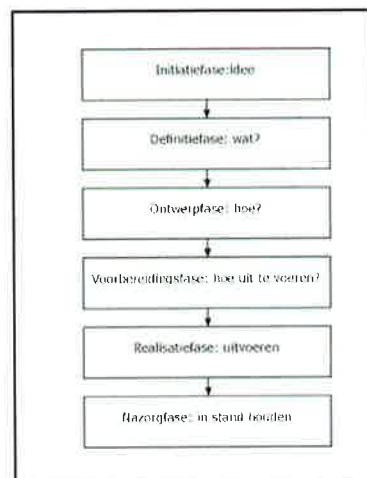 Initiatiefase:idee
Definitiefase: wat?
Ontwerpfase: hoe?
Voorbereidingsfase: hoe uit te voeren?
Realisatiefase: uitvoeren
Nazorgfase: in stand houden